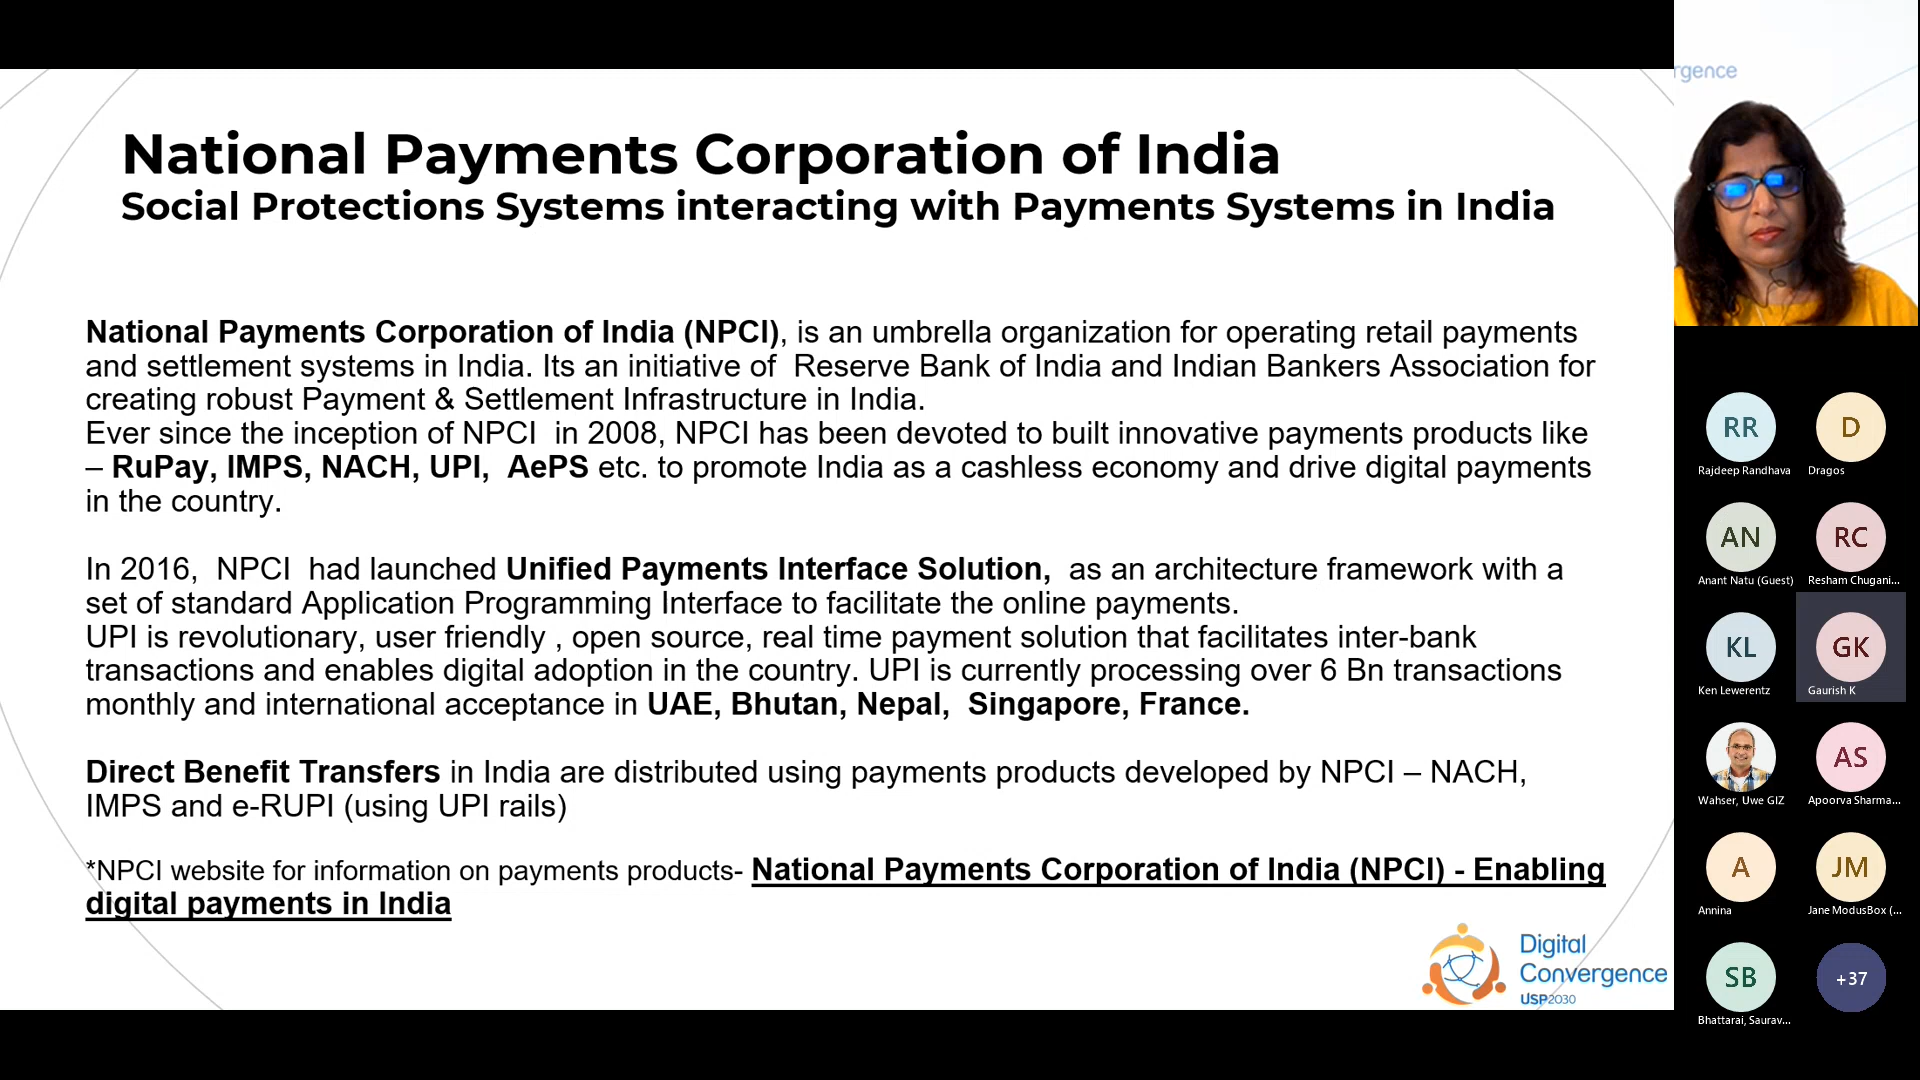 National Payments Corporation of India
Social Protections Systems interacting with Payments Systems in India
National Payments Corporation of India (NPCI), is an umbrella organization for operating retail payments
and settlement systems in India. Its an initiative of Reserve Bank of India and Indian Bankers Association for
creating robust Payment & Settlement Infrastructure in India.
Ever since the inception of NPCI in 2008, NPCI has been devoted to built innovative payments products like
– RuPay, IMPS, NACH, UPI, AePS etc. to promote India as a cashless economy and drive digital payments
in the country.
In 2016, NPCI had launched Unified Payments Interface Solution, as an architecture framework with a
set of standard Application Programming Interface to facilitate the online payments.
UPI is revolutionary, user friendly , open source, real time payment solution that facilitates inter-bank
transactions and enables digital adoption in the country. UPI is currently processing over 6 Bn transactions
monthly and international acceptance in UAE, Bhutan, Nepal, Singapore, France.
Direct Benefit Transfers in India are distributed using payments products developed by NPCI – NACH,
IMPS and e-RUPI (using UPI rails)
*NPCI website for information on payments products- National Payments Corporation of India (NPCI) - Enabling
digital payments in India
Digital
Convergence
USP2030
rgence
RR
Rajdeep Randhava
D
Dragos
AN
Anant Natu (Guest)
RC
Resham Chugani...
KL
Ken Lewerentz
GK
Gaurish K
Wahser, Uwe GIZ
AS
Apoorva Sharma...
A
Annina
JM
Jane ModusBox (...
SB
Bhattarai, Saurav...
+37